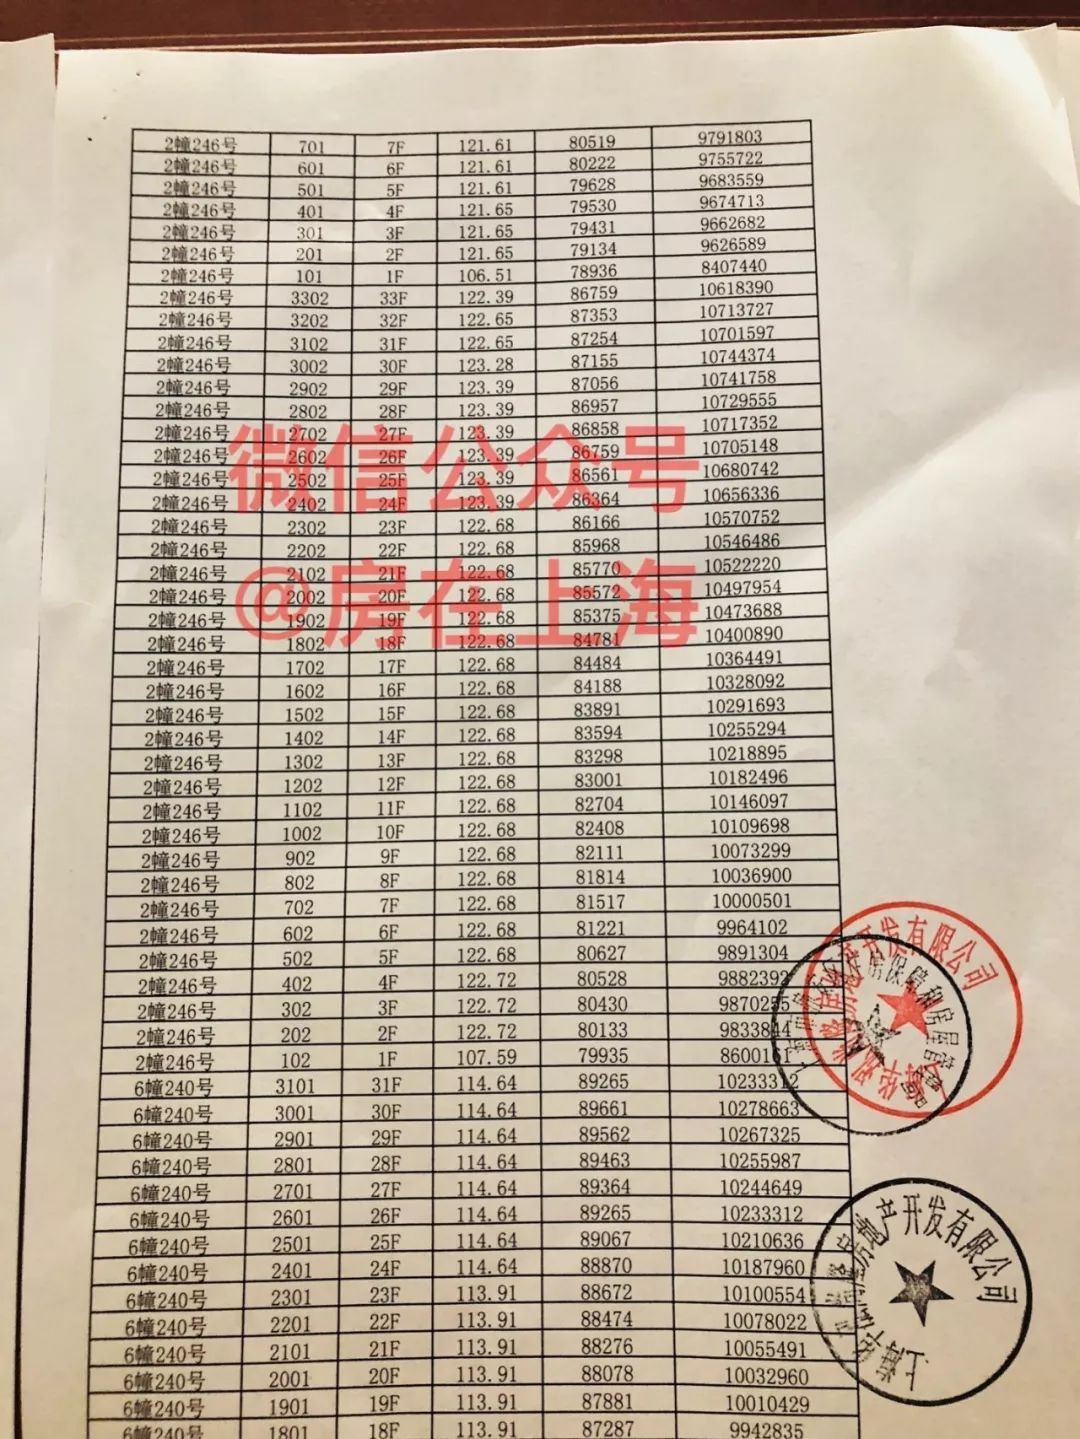 2幢246号 701 7F 121.61 80519 9791803
2幢246号 601 6F 121.61 80222 9755722
2幢246号 501 5F 121.61 79628 9683559
2幢246号 401 4F 121.65 79530 9674713
2幢246号 301 3F 121.65 79431 9662682
2幢246号 201 2F 121.65 79134 9626589
2幢246号 101 1F 106.51 78936 8407440
2幢246号 3302 33F 122.39 86759 10618390
2幢246号 3202 32F 122.65 87353 10713727
2幢246号 3102 31F 122.65 87254 10701597
2幢246号 3002 30F 123.28 87155 10744374
2幢246号 2902 29F 123.39 87056 10741758
2幢246号 2802 28F 123.39 86957 10729555
2幢246号 2702 27F 123.39 86858 10717352
2幢246号 2602 26F 123.39 86759 10705148
2幢246号 2502 25F 123.39 86561 10680742
2幢246号 2402 24F 123.39 86364 10656336
微信公众号
2幢246号 2302 23F 122.68 86166 10570752
2幢246号 2202 22F 122.68 85968 10546486
2幢246号 2102 21F 122.68 85770 10522220
2幢246号 2002 20F 122.68 85572 10497954
2幢246号 1902 19F 122.68 85375 10473688
@房在上海
2幢246号 1802 18F 122.68 84781 10400890
2幢246号 1702 17F 122.68 84484 10364491
2幢246号 1602 16F 122.68 84188 10328092
2幢246号 1502 15F 122.68 83891 10291693
2幢246号 1402 14F 122.68 83594 10255294
2幢246号 1302 13F 122.68 83298 10218895
2幢246号 1202 12F 122.68 83001 10182496
2幢246号 1102 11F 122.68 82704 10146097
2幢246号 1002 10F 122.68 82408 10109698
2幢246号 902 9F 122.68 82111 10073299
2幢246号 802 8F 122.68 81814 10036900
2幢246号 702 7F 122.68 81517 10000501
2幢246号 602 6F 122.68 81221 9964102
2幢246号 502 5F 122.68 80627 9891304
2幢246号 402 4F 122.72 80528 9882393
2幢246号 302 3F 122.72 80430 9870255
2幢246号 202 2F 122.72 80133 9833844
2幢246号 102 1F 107.59 79935 8600161
6幢240号 3101 31F 114.64 89265 10233312
6幢240号 3001 30F 114.64 89661 10278663
6幢240号 2901 29F 114.64 89562 10267325
6幢240号 2801 28F 114.64 89463 10255987
6幢240号 2701 27F 114.64 89364 10244649
6幢240号 2601 26F 114.64 89265 10233312
6幢240号 2501 25F 114.64 89067 10210636
6幢240号 2401 24F 114.64 88870 10187960
6幢240号 2301 23F 113.91 88672 10100554
6幢240号 2201 22F 113.91 88474 10078022
6幢240号 2101 21F 113.91 88276 10055491
6幢240号 2001 20F 113.91 88078 10032960
6幢240号 1901 19F 113.91 87881 10010429
6幢240号 1801 18F 113.91 87287 9942835
开发有限公司
房地产开发有限公司